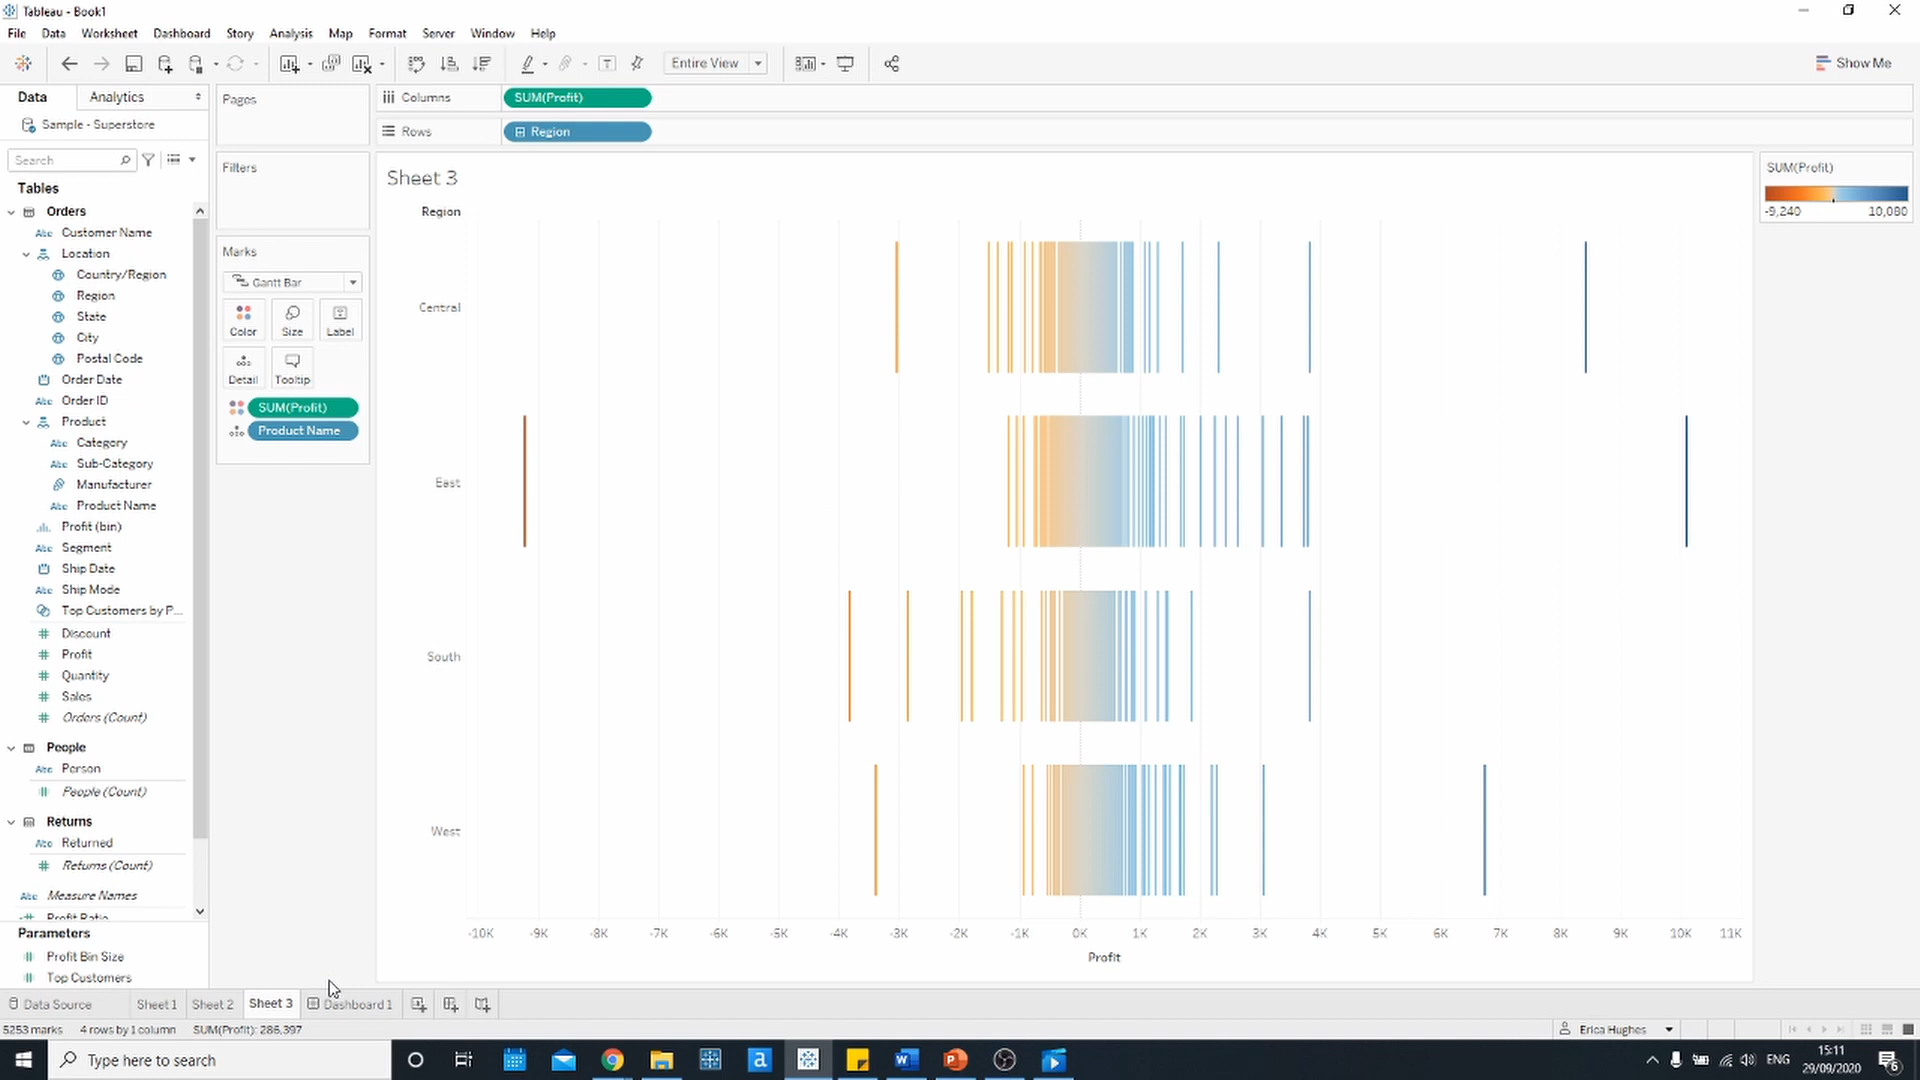 Tableau - Book1
File Data Worksheet Dashboard Story Analysis Map Format Server Window Help
Entire View
Show Me
Data Analytics
Sample - Superstore
Search
Tables
Orders
Customer Name
Location
Country/Region
Region
State
City
Postal Code
Order Date
Order ID
Product
Category
Sub-Category
Manufacturer
Product Name
Profit (bin)
Segment
Ship Date
Ship Mode
Top Customers by P...
Discount
Profit
Quantity
Sales
Orders (Count)
People
Person
People (Count)
Returns
Returned
Returns (Count)
Measure Names
Profit Ratio
Parameters
Profit Bin Size
Top Customers
Pages
Filters
Marks
Gantt Bar
Color Size Label
Detail Tooltip
SUM(Profit)
Product Name
Columns SUM(Profit)
Rows Region
Sheet 3
Region
Central
East
South
West
-10K -9K -8K -7K -6K -5K -4K -3K -2K -1K 0K 1K 2K 3K 4K 5K 6K 7K 8K 9K 10K 11K
Profit
SUM(Profit)
-9,240 10,080
Data Source Sheet 1 Sheet 2 Sheet 3 Dashboard 1
5253 marks 4 rows by 1 column SUM(Profit): 286,397
Erica Hughes
Type here to search
ENG
15:11
29/09/2020
6